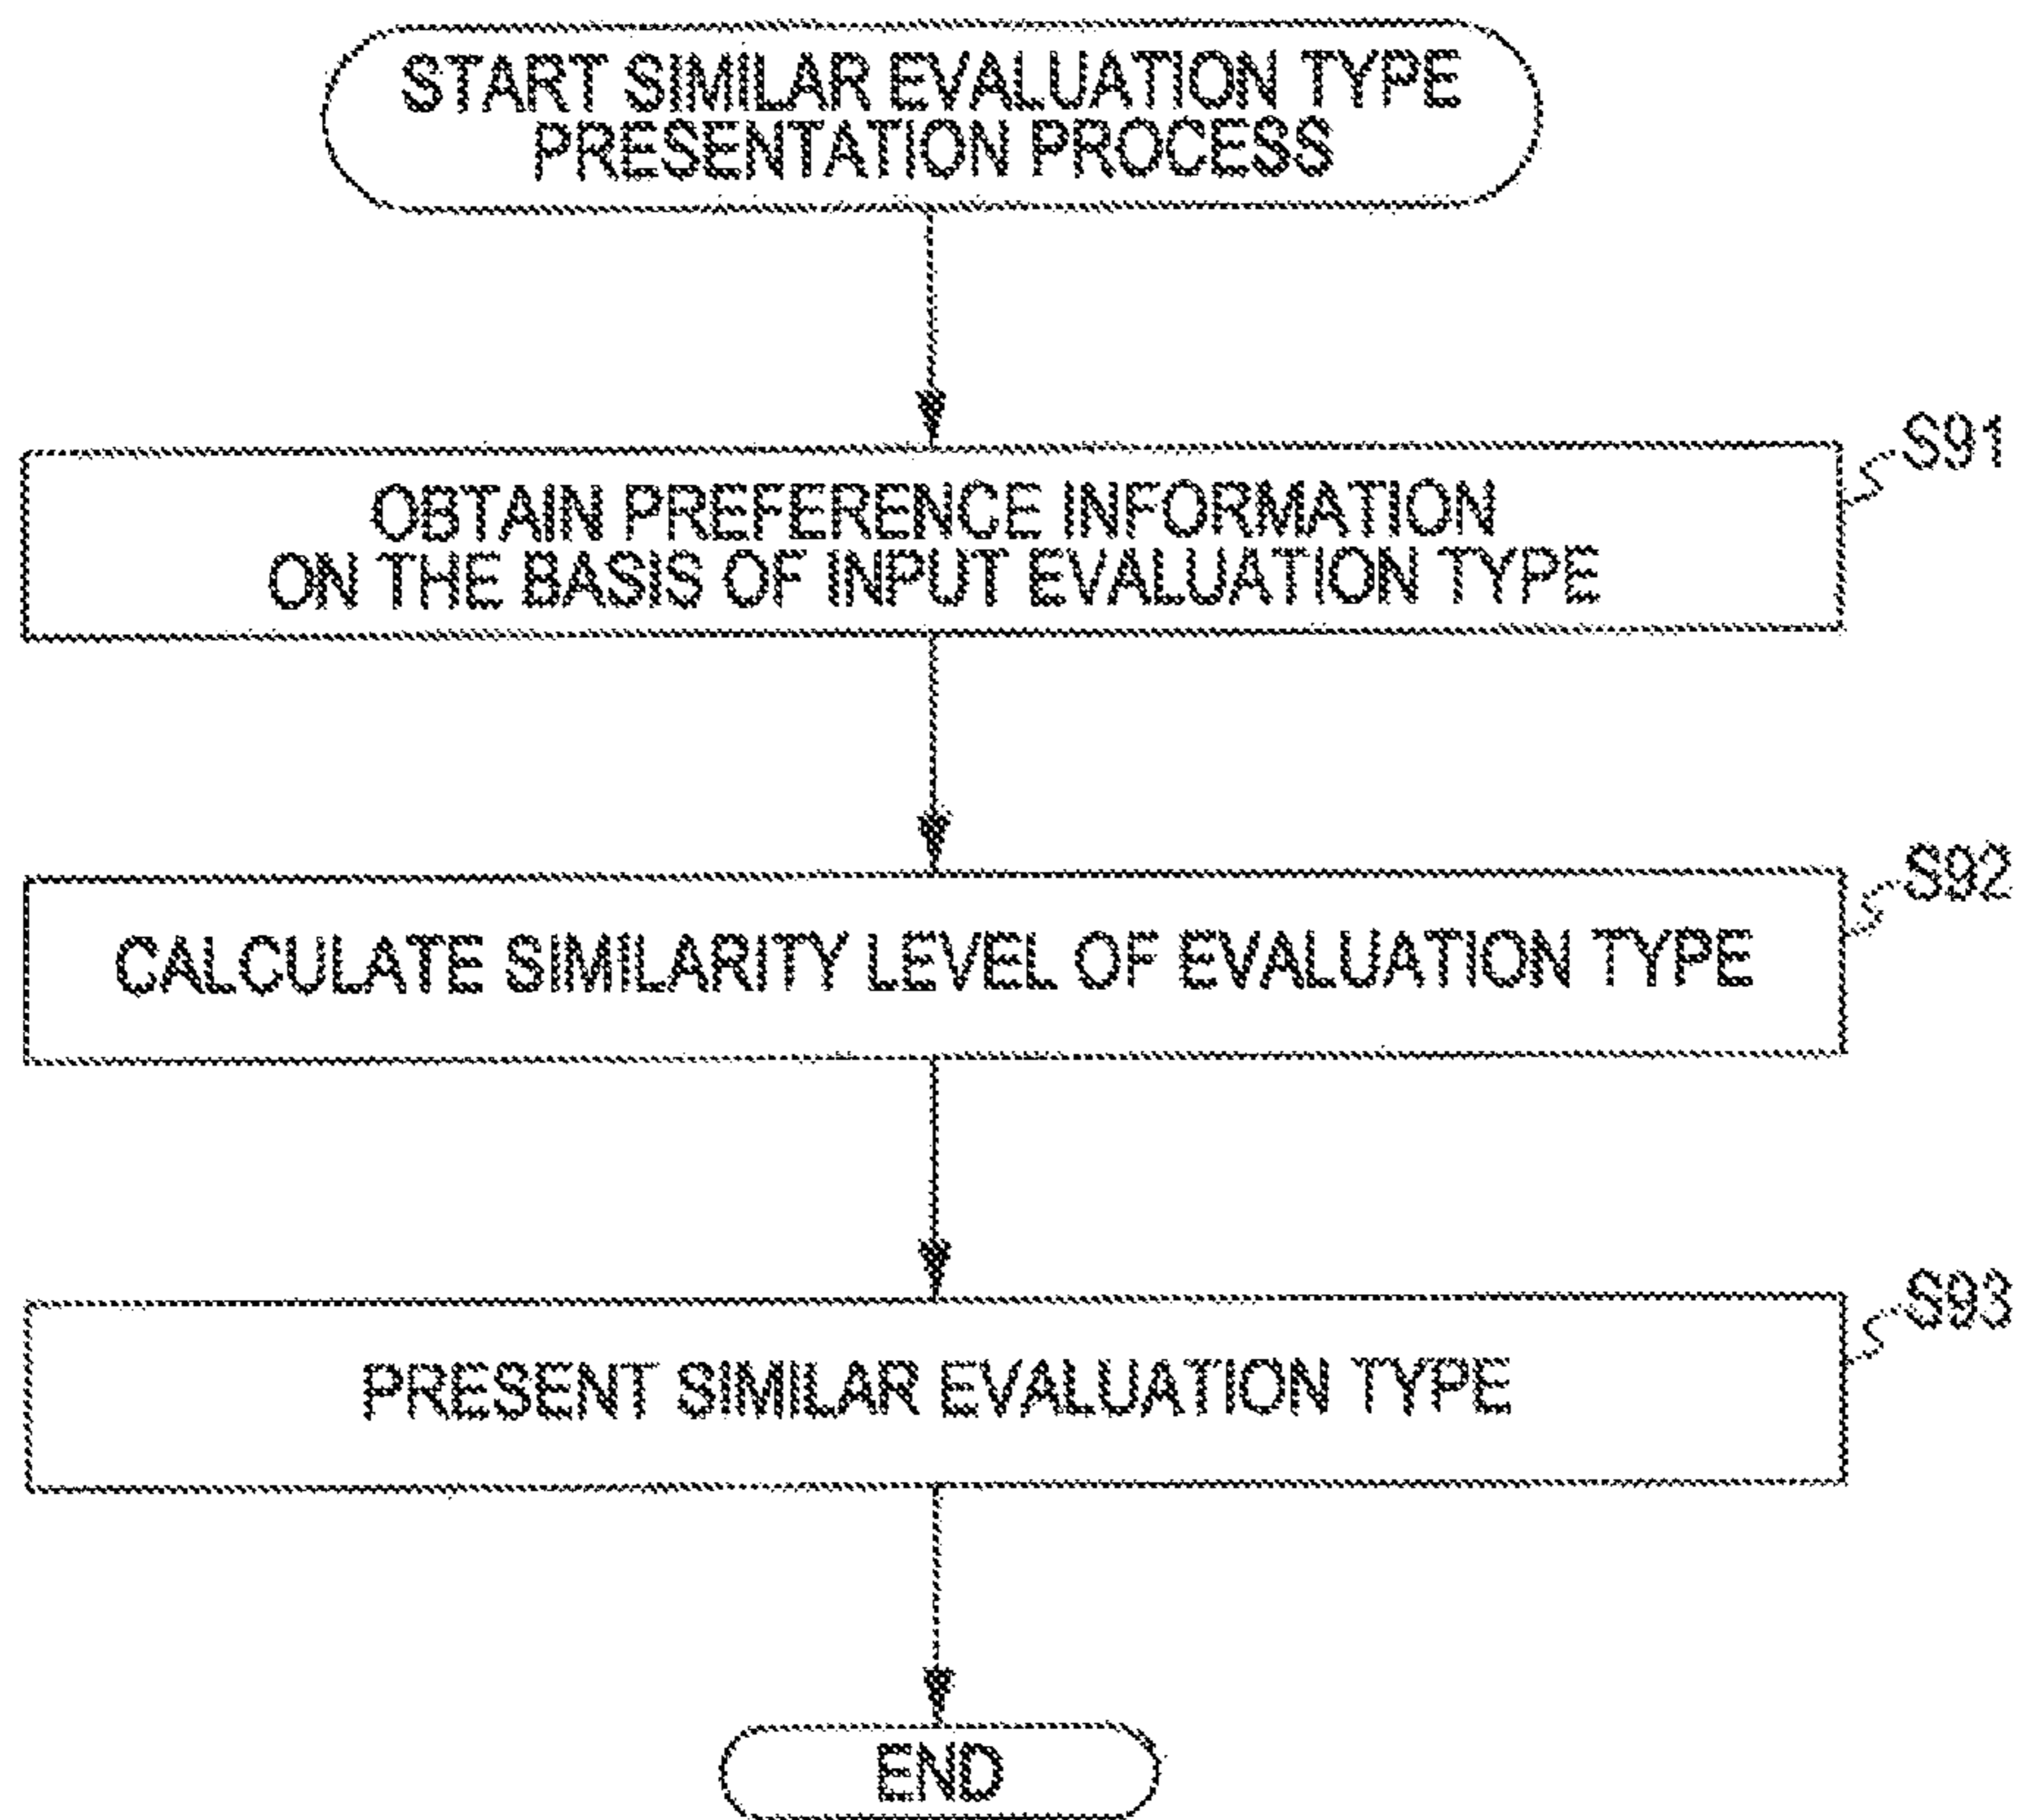 START SIMILAR EVALUATION TYPE
PRESENTATION PROCESS
S91
OBTAIN PREFERENCE INFORMATION
ON THE BASIS OF INPUT EVALUATION TYPE
S92
CALCULATE SIMILARITY LEVEL OF EVALUATION TYPE
S93
PRESENT SIMILAR EVALUATION TYPE
END